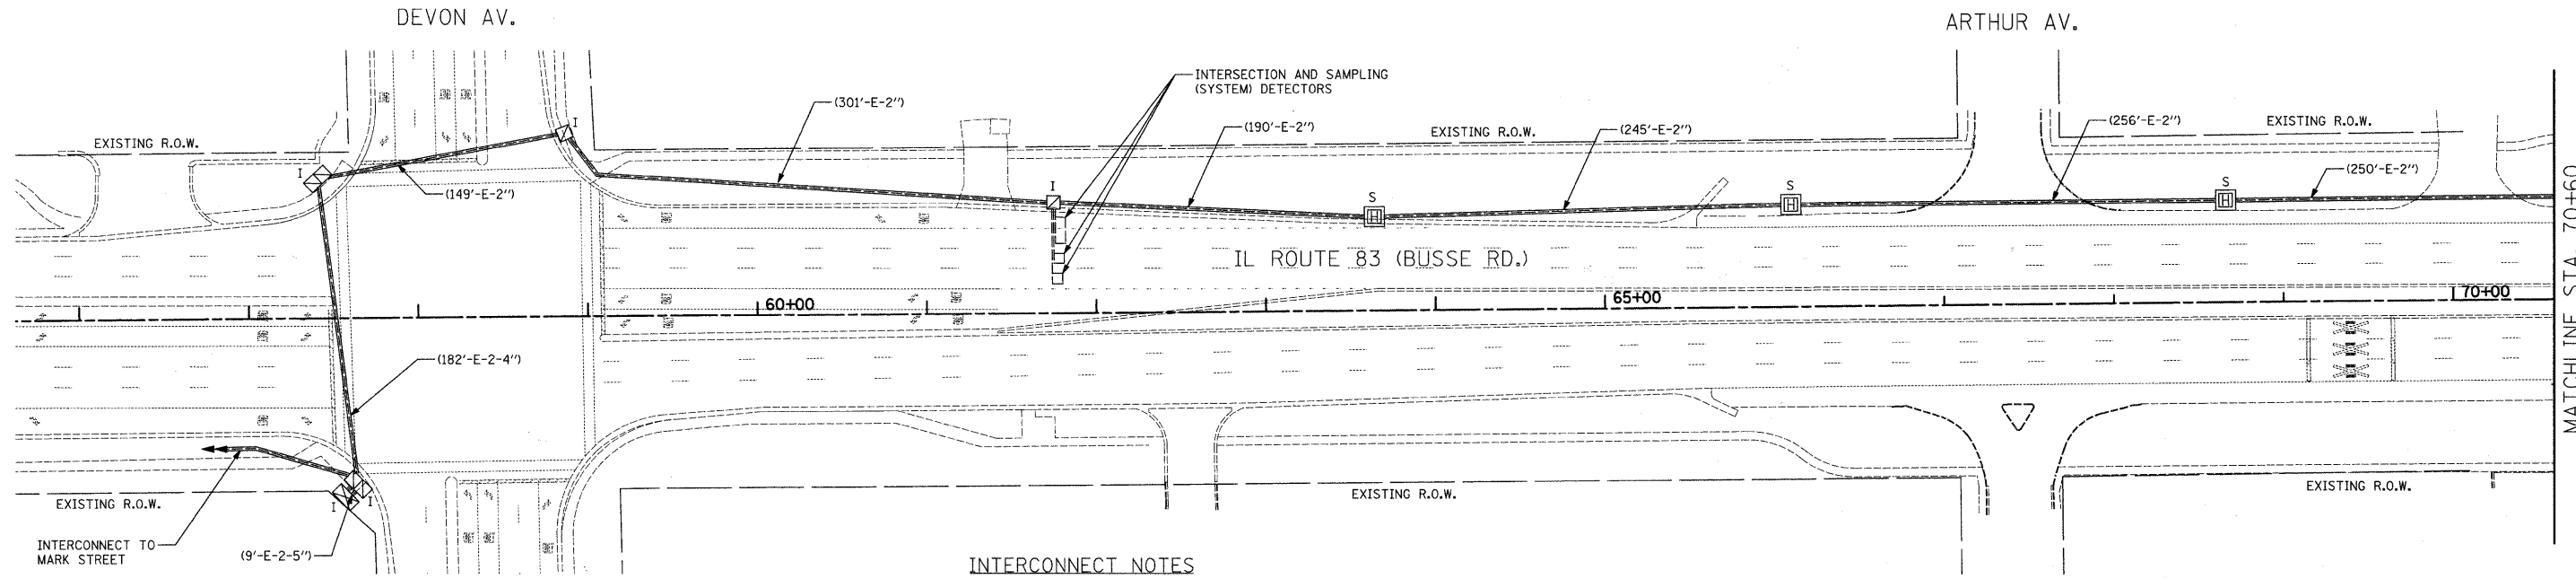 DEVON AV.
ARTHUR AV.
INTERSECTION AND SAMPLING
(SYSTEM) DETECTORS
(301'-E-2")
(190'-E-2")
(245'-E-2")
(256'-E-2")
EXISTING R.O.W.
EXISTING R.O.W.
EXISTING R.O.W.
I
I
(149'-E-2")
I
S
S
S
(250'-E-2")
IL ROUTE 83 (BUSSE RD.)
60+00
65+00
70+00
MATCHLINE STA. 70+60
(182'-E-2-4")
EXISTING R.O.W.
I
I
EXISTING R.O.W.
EXISTING R.O.W.
INTERCONNECT TO
MARK STREET
(9'-E-2-5")
INTERCONNECT NOTES
H
H
H